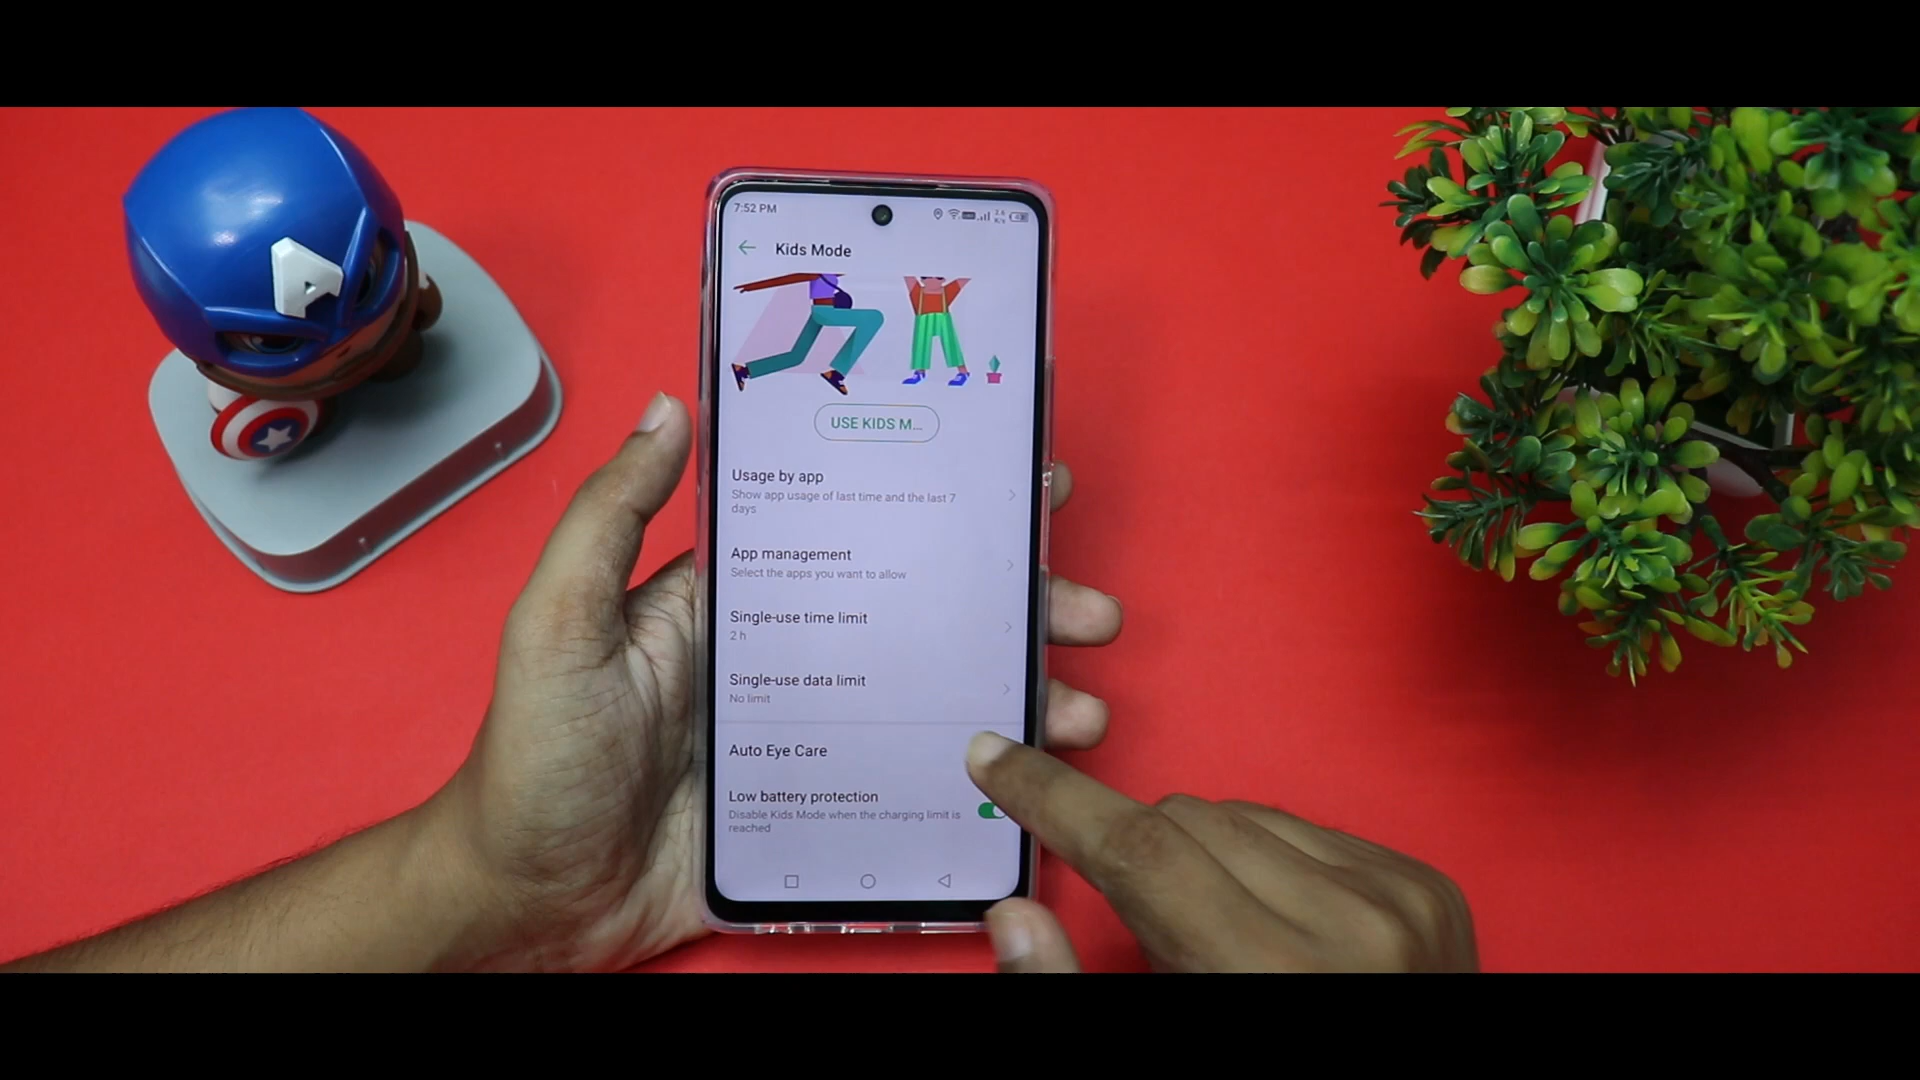 7:52 PM
Kids Mode
USE KIDS M...
Usage by app
Show app usage of last time and the last 7
days
App management
Select the apps you want to allow
Single-use time limit
2 h
Single-use data limit
No limit
Auto Eye Care
Low battery protection
Disable Kids Mode when the charging limit is
reached
A